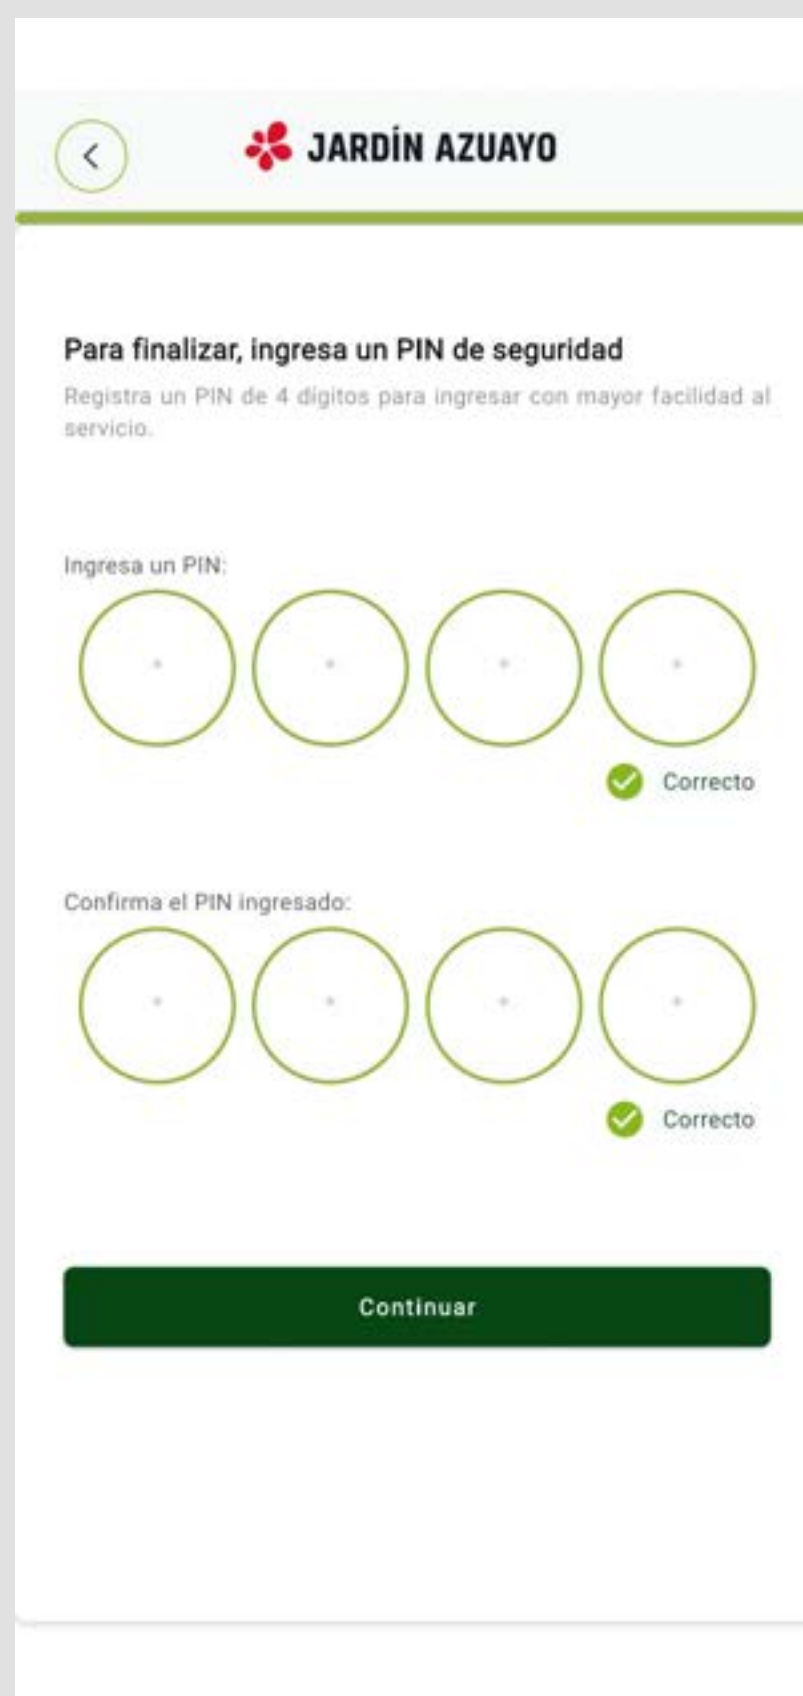 JARDÍN AZUAYO
Para finalizar, ingresa un PIN de seguridad
Registra un PIN de 4 dígitos para ingresar con mayor facilidad al
servicio.
Ingresa un PIN:
Correcto
Confirma el PIN ingresado:
Correcto
Continuar